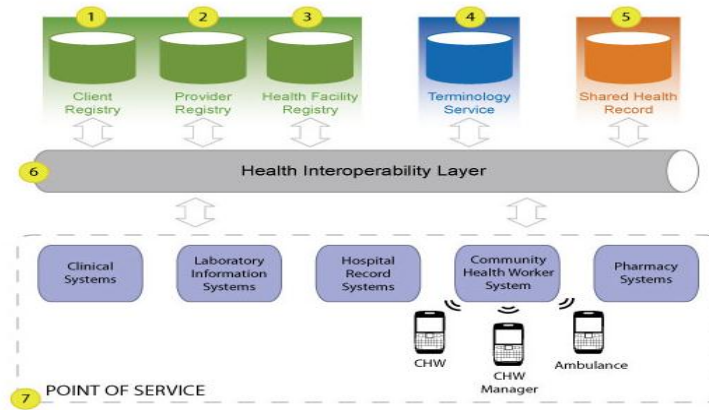 1
2
3
4
5
Client
Registry
Provider
Registry
Health Facility
Registry
Terminology
Service
Shared Health
Record
6
Health Interoperability Layer
Clinical
Systems
Laboratory
Information
Systems
Hospital
Record
Systems
Community
Health Worker
System
Pharmacy
Systems
CHW
CHW
Manager
Ambulance
7
POINT OF SERVICE